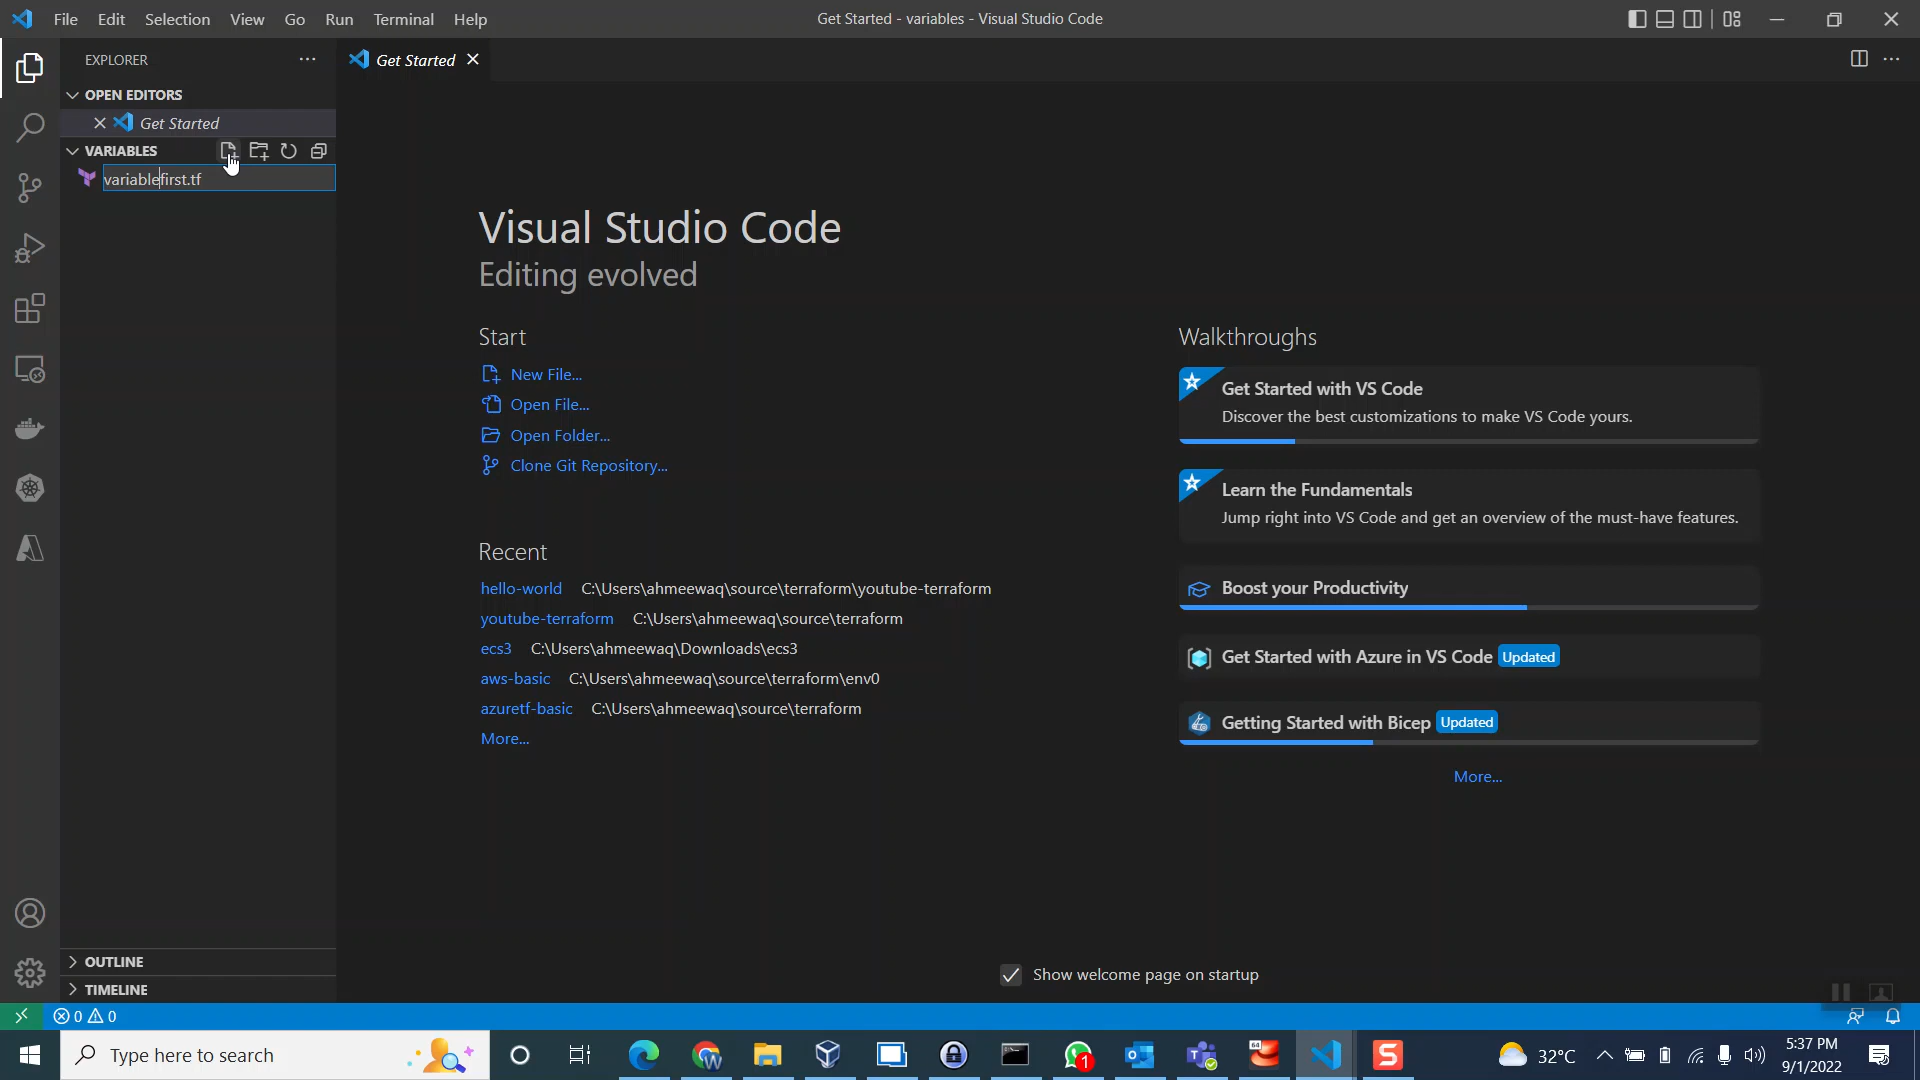 File Edit Selection View Go Run Terminal Help
Get Started - variables - Visual Studio Code
EXPLORER
Get Started
OPEN EDITORS
Get Started
VARIABLES
variablefirst.tf
Visual Studio Code
Editing evolved
Start
New File...
Open File...
Open Folder...
Clone Git Repository...
Recent
hello-world C:\Users\ahmeewaq\source\terraform\youtube-terraform
youtube-terraform C:\Users\ahmeewaq\source\terraform
ecs3 C:\Users\ahmeewaq\Downloads\ecs3
aws-basic C:\Users\ahmeewaq\source\terraform\env0
azuretf-basic C:\Users\ahmeewaq\source\terraform
More...
Walkthroughs
Get Started with VS Code
Discover the best customizations to make VS Code yours.
Learn the Fundamentals
Jump right into VS Code and get an overview of the must-have features.
Boost your Productivity
Get Started with Azure in VS Code Updated
Getting Started with Bicep Updated
More...
Show welcome page on startup
OUTLINE
TIMELINE
0 0
Type here to search
W
1
64
S
32°C
5:37 PM
9/1/2022